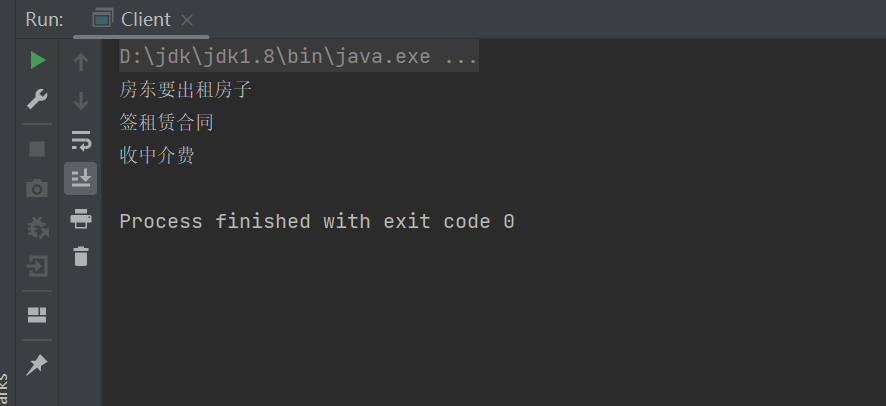 Run: Client
D:\jdk\jdk1.8\bin\java.exe ...
房东要出租房子
签租赁合同
收中介费
Process finished with exit code 0
arks